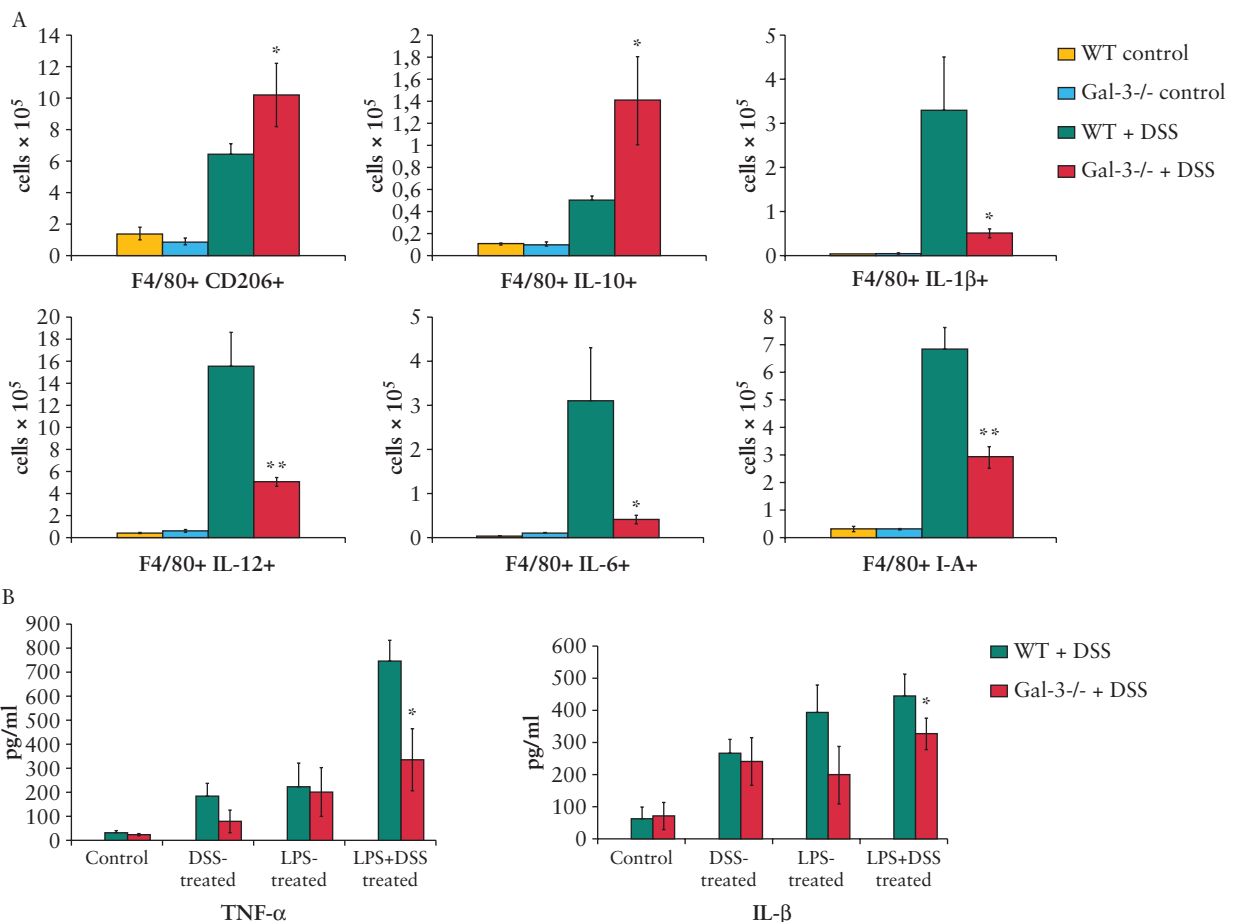 A
14
12
10
8
6
4
2
0
cells × 10⁵
*
F4/80+ CD206+
2
1,8
1,6
1,4
1,2
1,
0,8
0,6
0,4
0,2
0
cells × 10⁵
*
F4/80+ IL-10+
5
4
3
2
1
0
cells × 10⁵
*
F4/80+ IL-1β+
WT control
Gal-3-/- control
WT + DSS
Gal-3-/- + DSS
20
18
16
14
12
10
8
6
4
2
0
cells × 10⁵
**
F4/80+ IL-12+
5
4
3
2
1
0
cells × 10⁵
*
F4/80+ IL-6+
8
7
6
5
4
3
2
1
0
cells × 10⁵
**
F4/80+ I-A+
B
900
800
700
600
500
400
300
200
100
0
pg/ml
*
Control
DSS-
treated
LPS-
treated
LPS+DSS
treated
TNF-α
600
500
400
300
200
100
0
pg/ml
*
Control
DSS-
treated
LPS-
treated
LPS+DSS
treated
IL-β
WT + DSS
Gal-3-/- + DSS